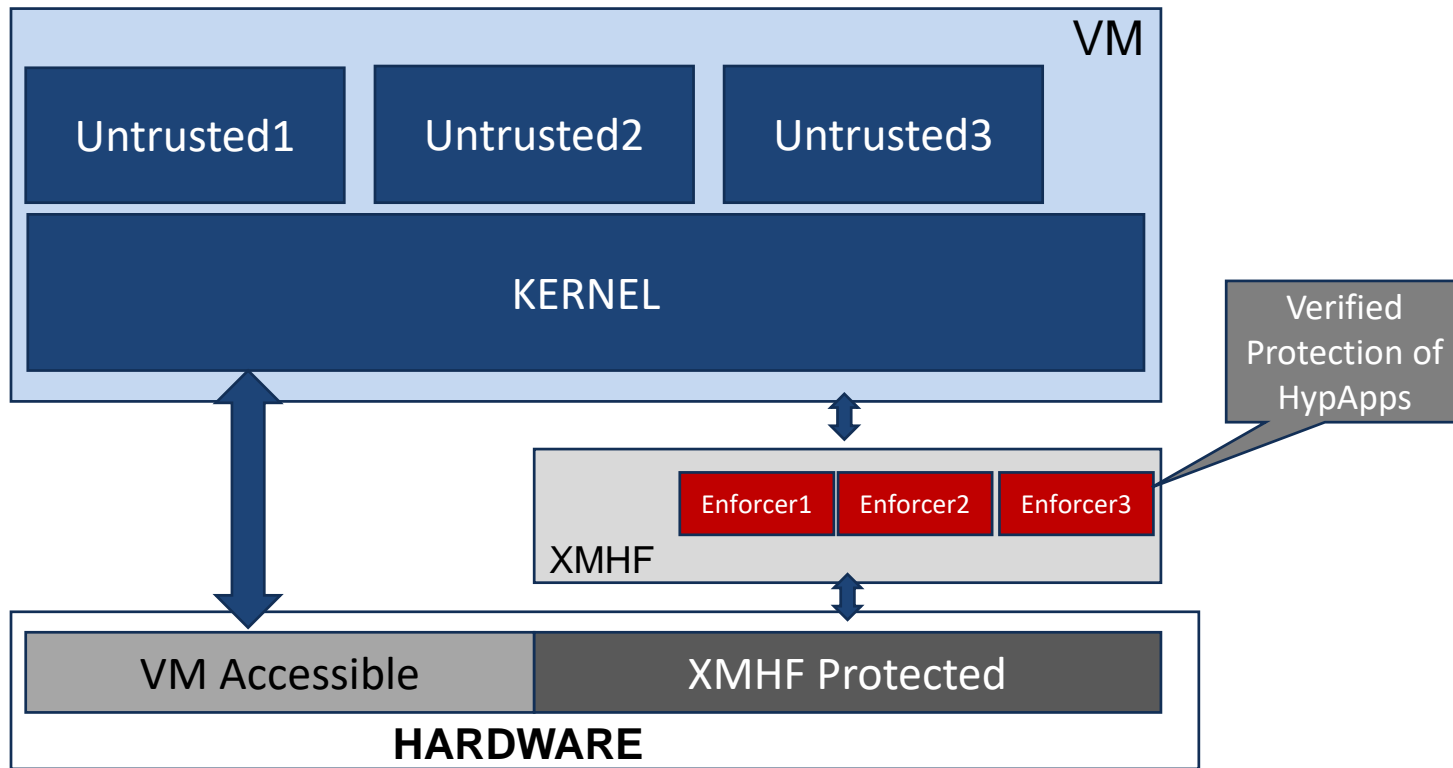 VM
Untrusted1
Untrusted2
Untrusted3
KERNEL
Verified
Protection of
HypApps
Enforcer1
Enforcer2
Enforcer3
XMHF
VM Accessible
XMHF Protected
HARDWARE